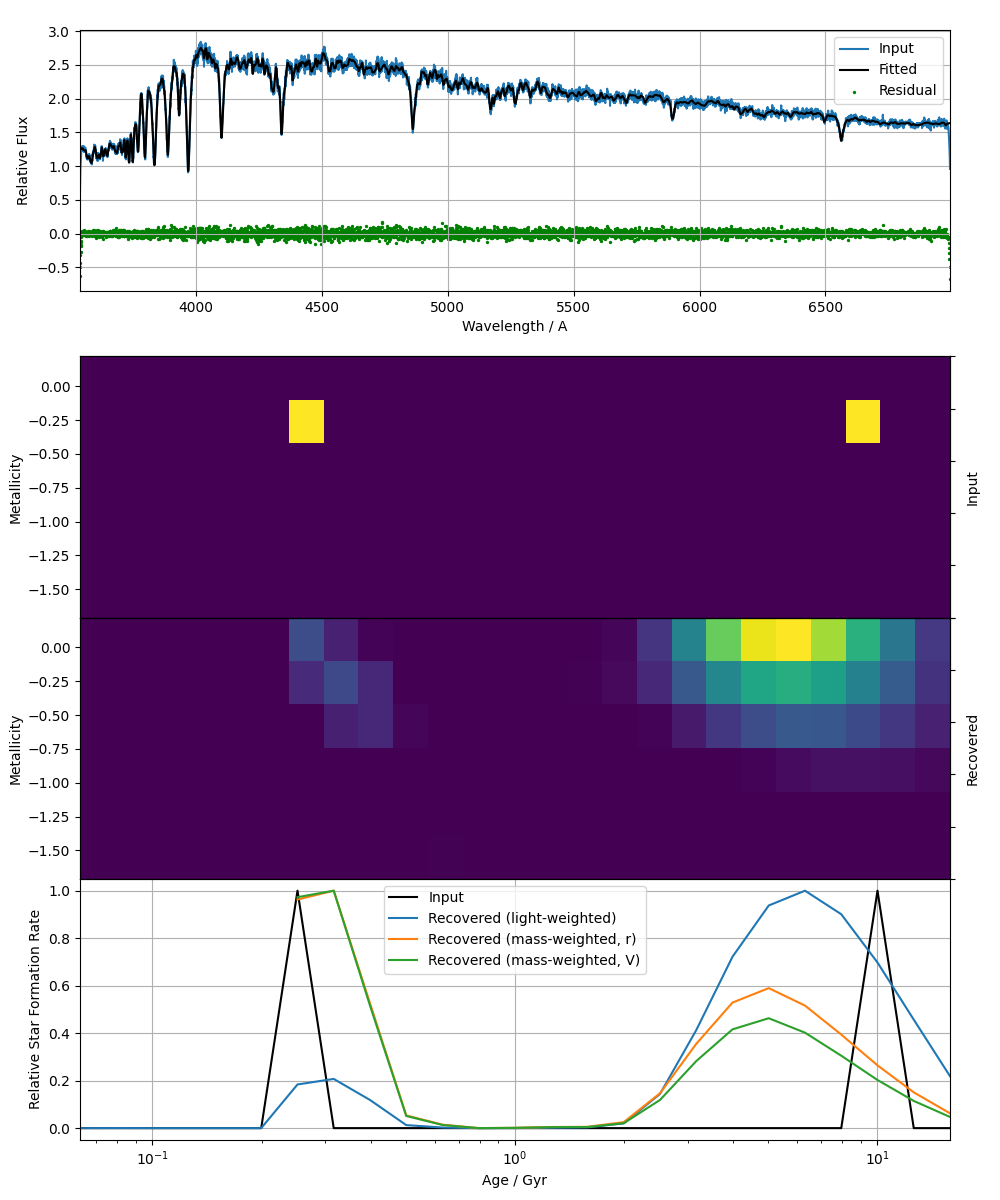 3.0
2.5
2.0
1.5
1.0
0.5
0.0
−0.5
Relative Flux
Input
Fitted
Residual
4000 4500 5000 5500 6000 6500
Wavelength / A
0.00
−0.25
−0.50
−0.75
−1.00
−1.25
−1.50
Metallicity
Input
0.00
−0.25
−0.50
−0.75
−1.00
−1.25
−1.50
Metallicity
Recovered
1.0
0.8
0.6
0.4
0.2
0.0
Relative Star Formation Rate
Input
Recovered (light-weighted)
Recovered (mass-weighted, r)
Recovered (mass-weighted, V)
10⁻¹ 10⁰ 10¹
Age / Gyr